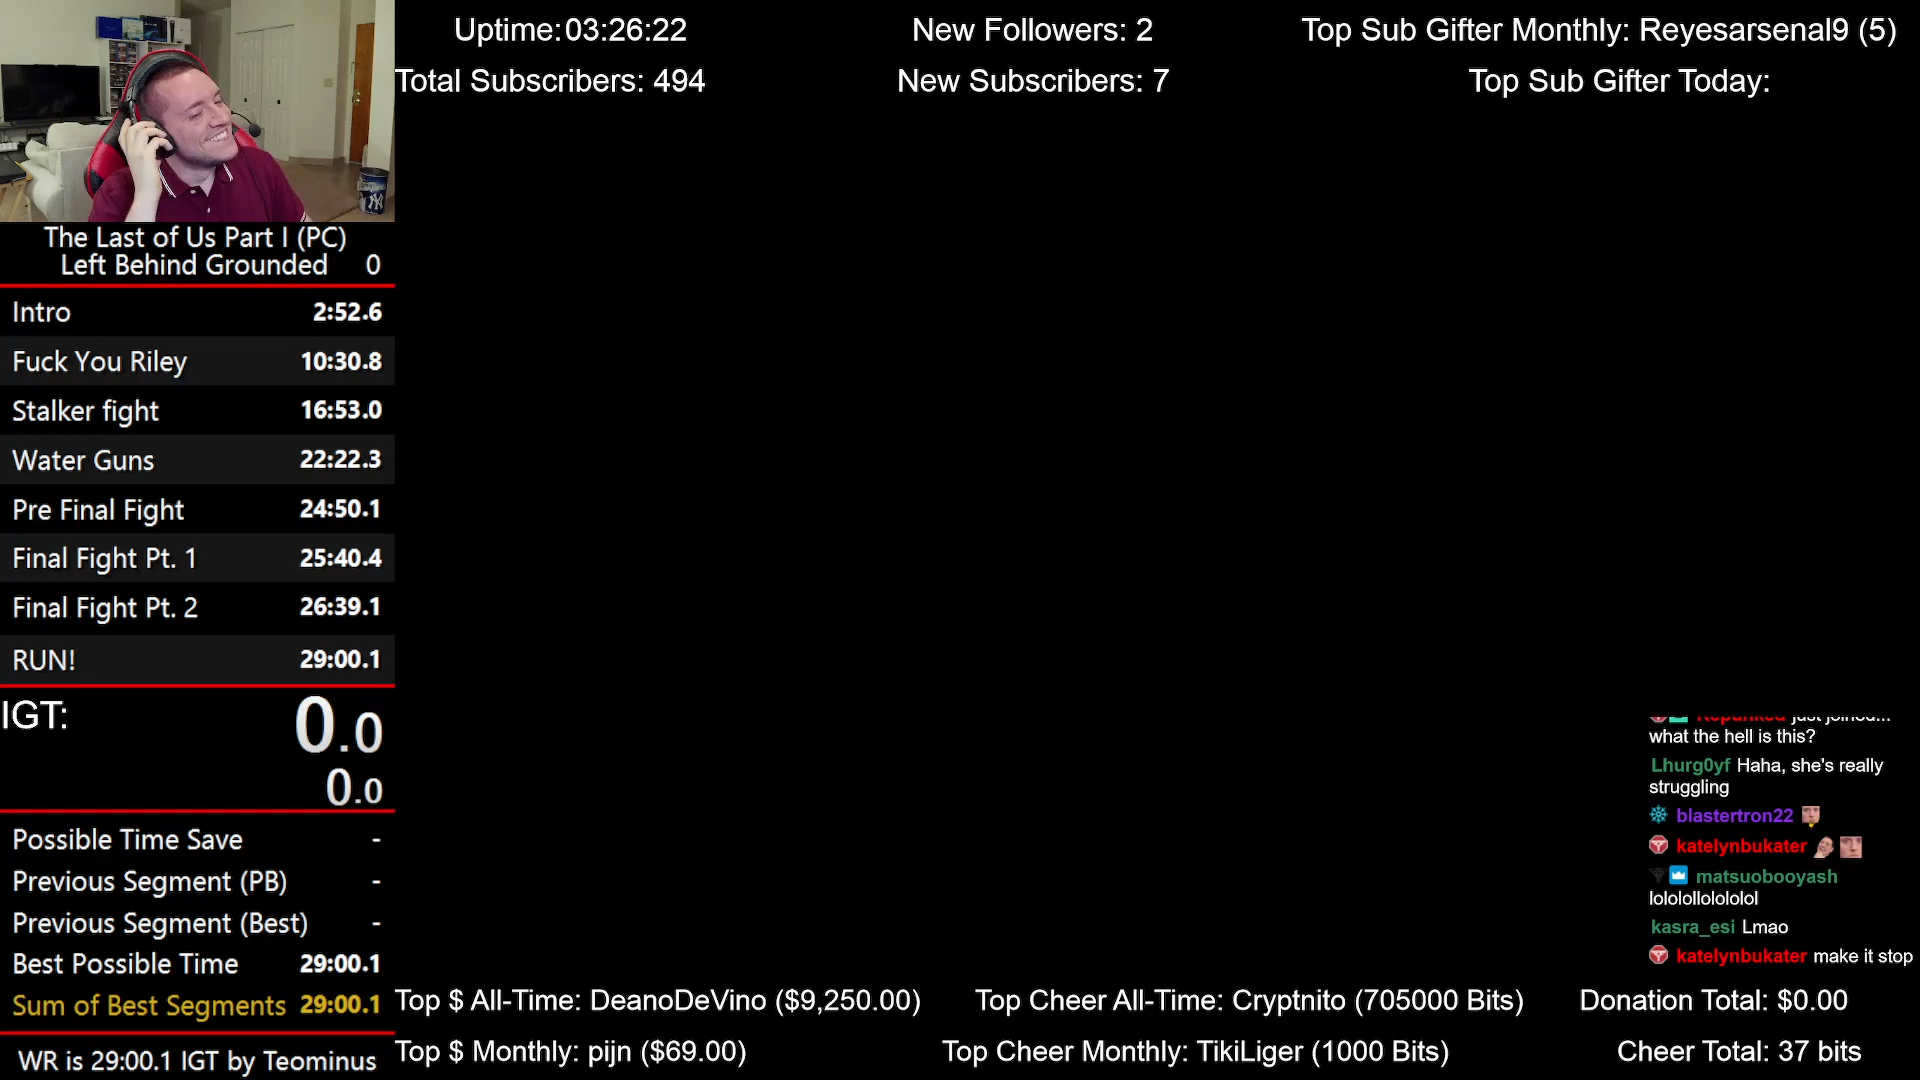 Uptime: 03:26:22
New Followers: 2
Top Sub Gifter Monthly: Reyesarsenal9 (5)
Total Subscribers: 494
New Subscribers: 7
Top Sub Gifter Today:
The Last of Us Part I (PC)
Left Behind Grounded 0
Intro 2:52.6
Fuck You Riley 10:30.8
Stalker fight 16:53.0
Water Guns 22:22.3
Pre Final Fight 24:50.1
Final Fight Pt. 1 25:40.4
Final Fight Pt. 2 26:39.1
RUN! 29:00.1
IGT: 0.0
0.0
Possible Time Save -
Previous Segment (PB) -
Previous Segment (Best) -
Best Possible Time 29:00.1
Sum of Best Segments 29:00.1
WR is 29:00.1 IGT by Teominus
just joined...
what the hell is this?
Lhurg0yf Haha, she's really
struggling
blastertron22
katelynbukater
matsuobooyash
lolololloIololol
kasra_esi Lmao
katelynbukater make it stop
Top $ All-Time: DeanoDeVino ($9,250.00)
Top Cheer All-Time: Cryptnito (705000 Bits)
Donation Total: $0.00
Top $ Monthly: pijn ($69.00)
Top Cheer Monthly: TikiLiger (1000 Bits)
Cheer Total: 37 bits